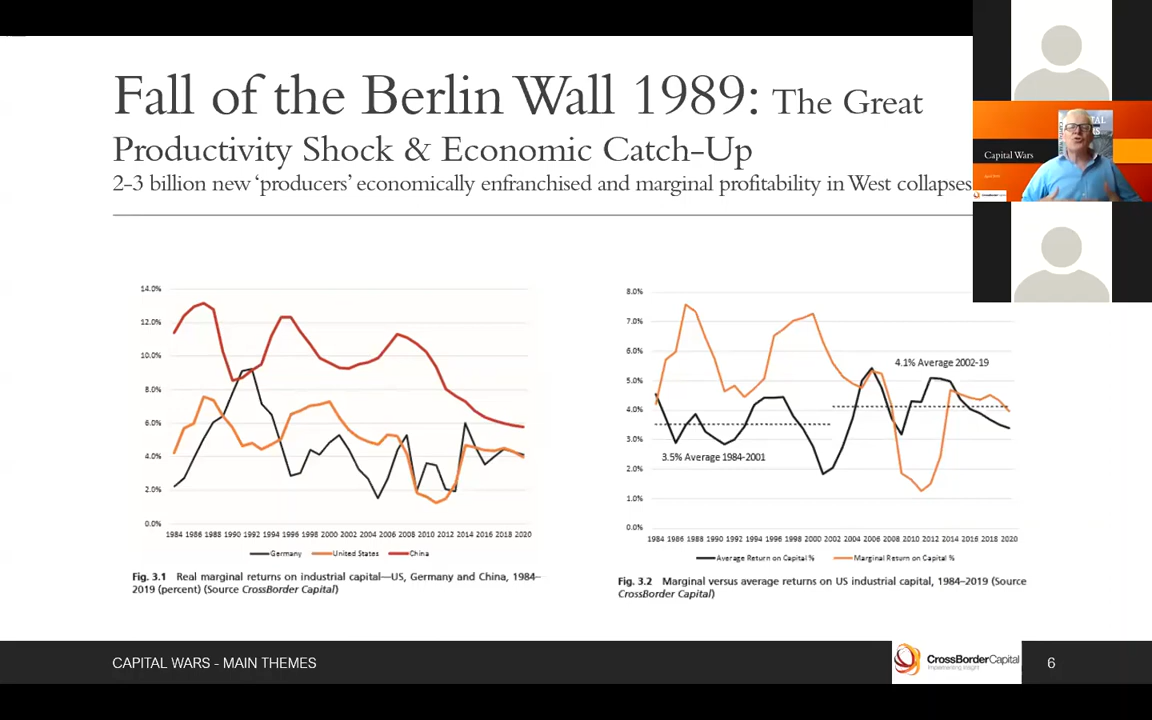 Fall of the Berlin Wall 1989: The Great
Productivity Shock & Economic Catch-Up
2-3 billion new ‘producers’ economically enfranchised and marginal profitability in West collapses
Capital Wars
14.0%
12.0%
10.0%
8.0%
6.0%
4.0%
2.0%
0.0%
1984 1986 1988 1990 1992 1994 1996 1998 2000 2002 2004 2006 2008 2010 2012 2014 2016 2018 2020
Germany United States China
Fig. 3.1 Real marginal returns on industrial capital—US, Germany and China, 1984–
2019 (percent) (Source CrossBorder Capital)
8.0%
7.0%
6.0%
5.0%
4.0%
3.0%
2.0%
1.0%
0.0%
4.1% Average 2002-19
3.5% Average 1984-2001
1984 1986 1988 1990 1992 1994 1996 1998 2000 2002 2004 2006 2008 2010 2012 2014 2016 2018 2020
Average Return on Capital % Marginal Return on Capital %
Fig. 3.2 Marginal versus average returns on US industrial capital, 1984–2019 (Source
CrossBorder Capital)
CAPITAL WARS - MAIN THEMES
CrossBorderCapital
Implementing Insight
6